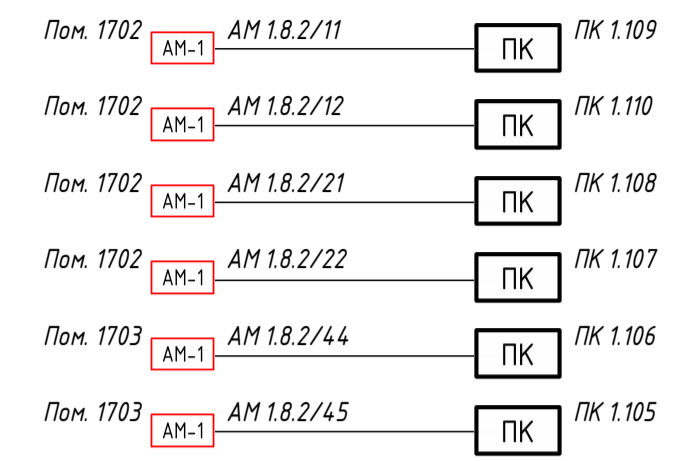 Пом. 1702 АМ-1 АМ 1.8.2/11 ПК ПК 1.109
Пом. 1702 АМ-1 АМ 1.8.2/12 ПК ПК 1.110
Пом. 1702 АМ-1 АМ 1.8.2/21 ПК ПК 1.108
Пом. 1702 АМ-1 АМ 1.8.2/22 ПК ПК 1.107
Пом. 1703 АМ-1 АМ 1.8.2/44 ПК ПК 1.106
Пом. 1703 АМ-1 АМ 1.8.2/45 ПК ПК 1.105